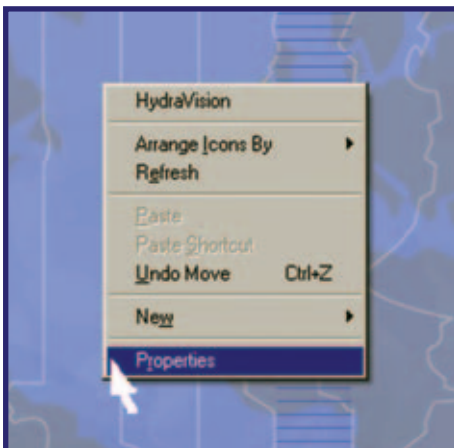 HydraVision
Arrange Icons By
Refresh
Paste
Paste Shortcut
Undo Move Ctrl+Z
New
Properties